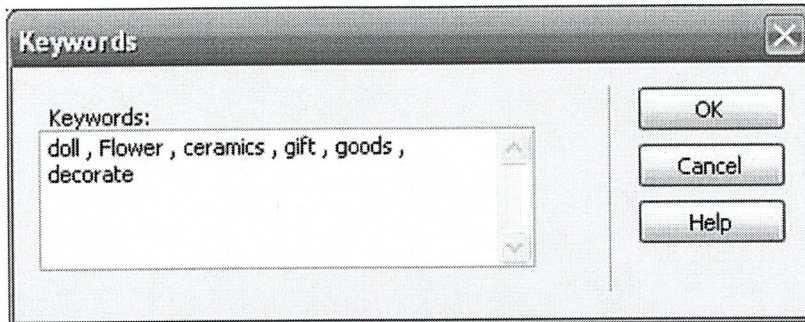 Keywords
Keywords:
doll , Flower , ceramics , gift , goods ,
decorate
OK
Cancel
Help